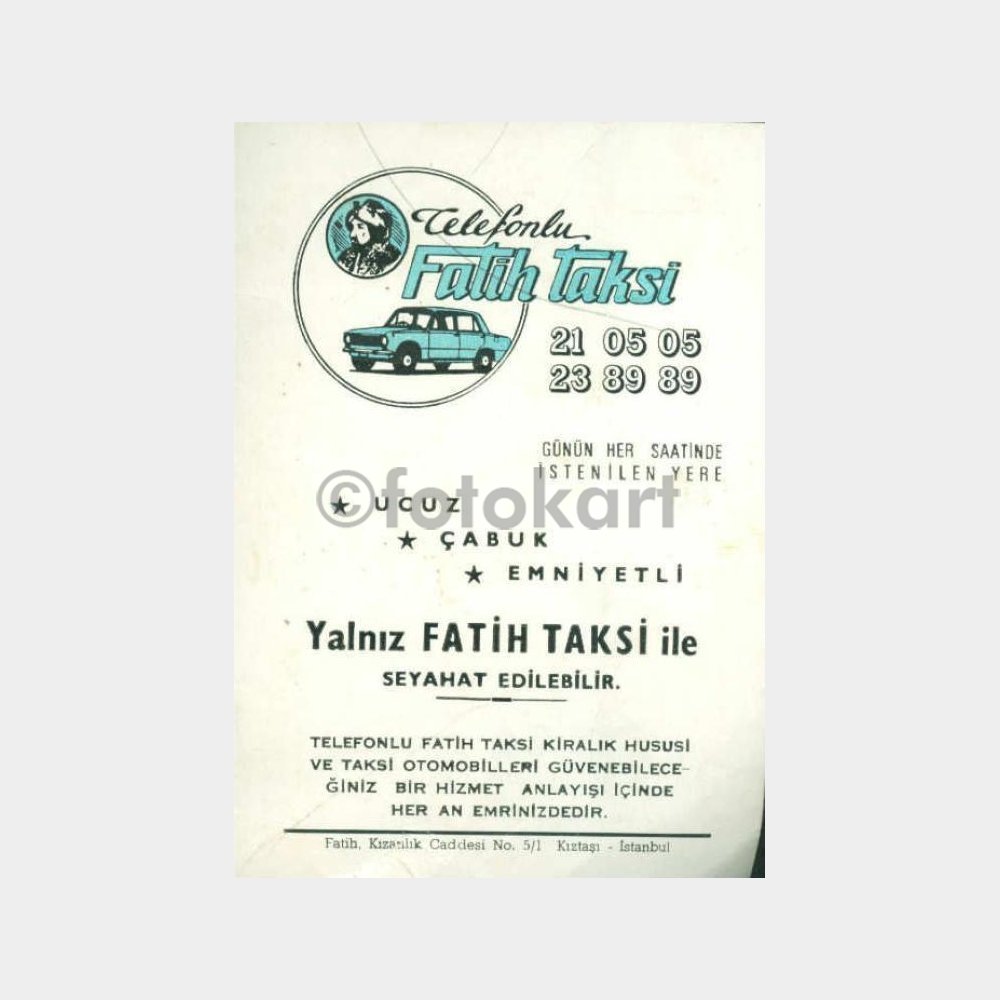 Telefonlu
Fatih Taksi
21 05 05
23 89 89
GÜNÜN HER SAATİNDE
İSTENİLEN YERE
©fotokart
★ UCUZ
★ ÇABUK
★ EMNİYETLİ
Yalnız FATİH TAKSİ ile
SEYAHAT EDİLEBİLİR.
TELEFONLU FATİH TAKSİ KİRALIK HUSUSİ
VE TAKSİ OTOMOBİLLERİ GÜVENEBİLECE-
ĞİNİZ BİR HİZMET ANLAYIŞI İÇİNDE
HER AN EMRİNİZDEDİR.
Fatih, Kızanlık Caddesi No. 5/1 Kıztaşı - İstanbul